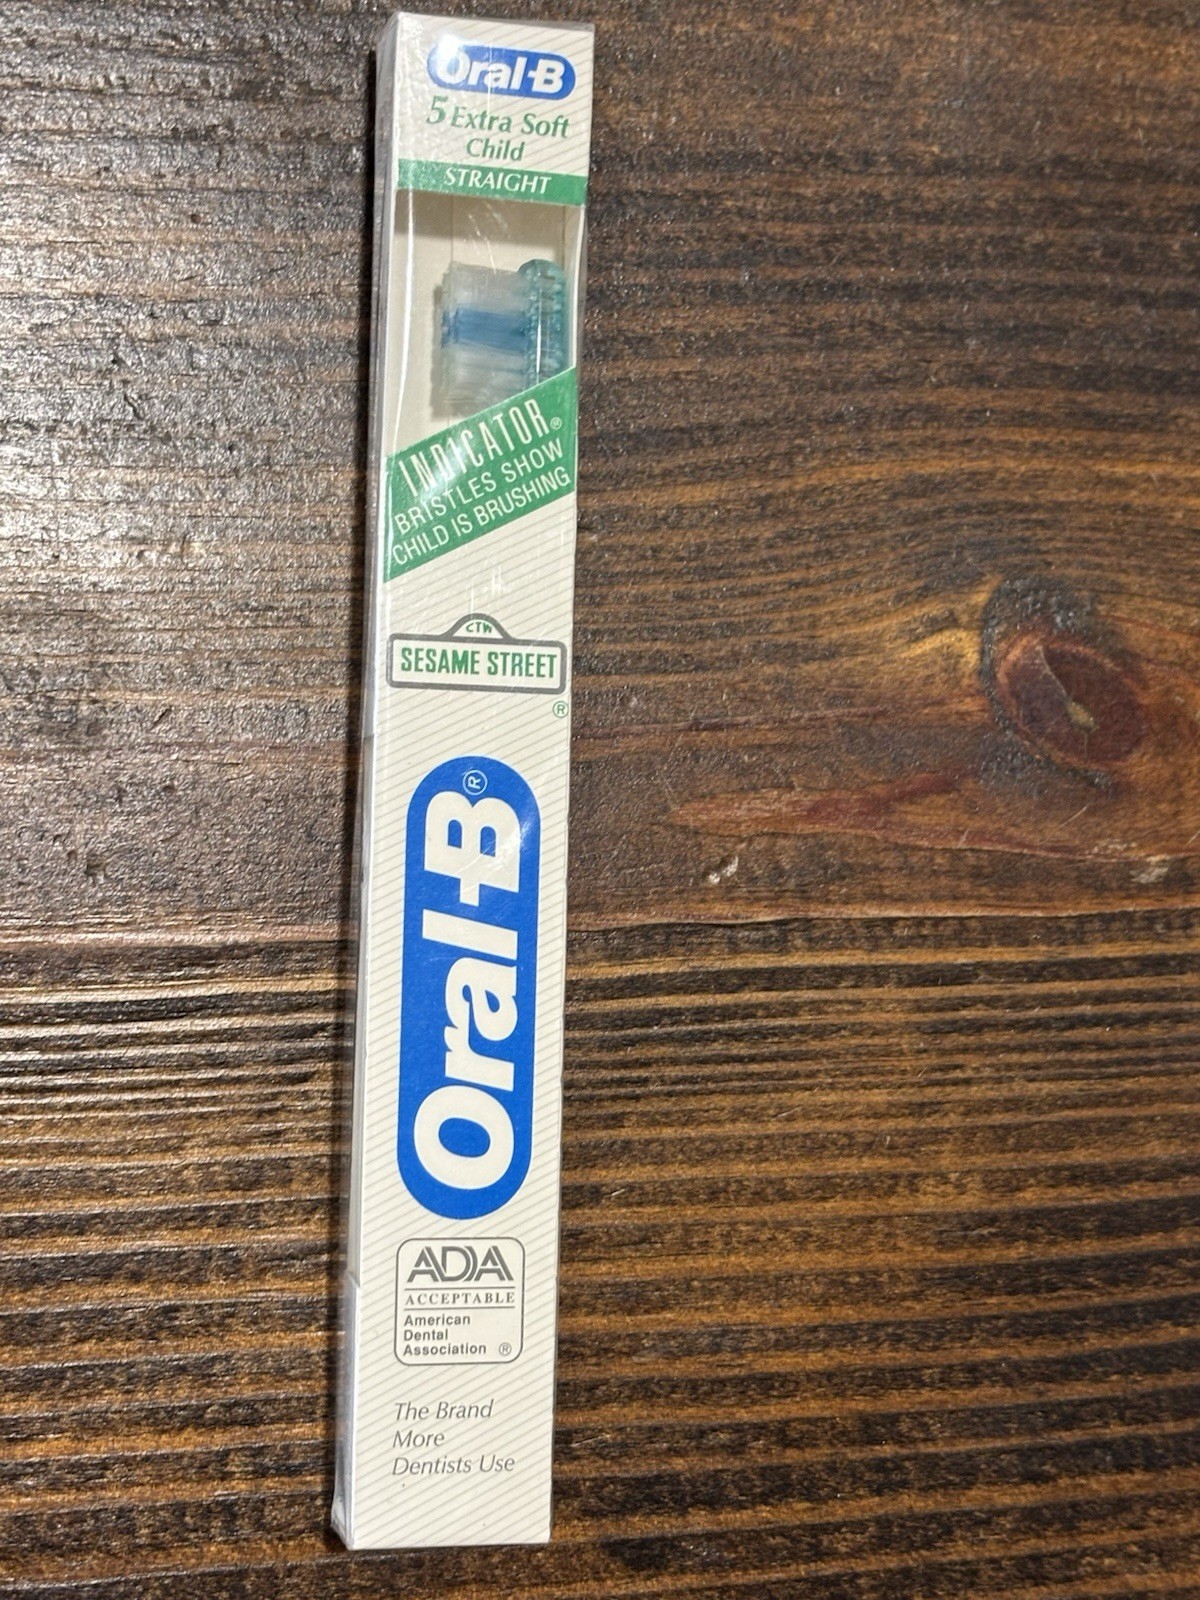 Oral-B
5 Extra Soft
Child
STRAIGHT
INDICATOR®
BRISTLES SHOW
CHILD IS BRUSHING
CTW
SESAME STREET
®
Oral-B®
ADA
ACCEPTABLE
American
Dental
Association ®
The Brand
More
Dentists Use